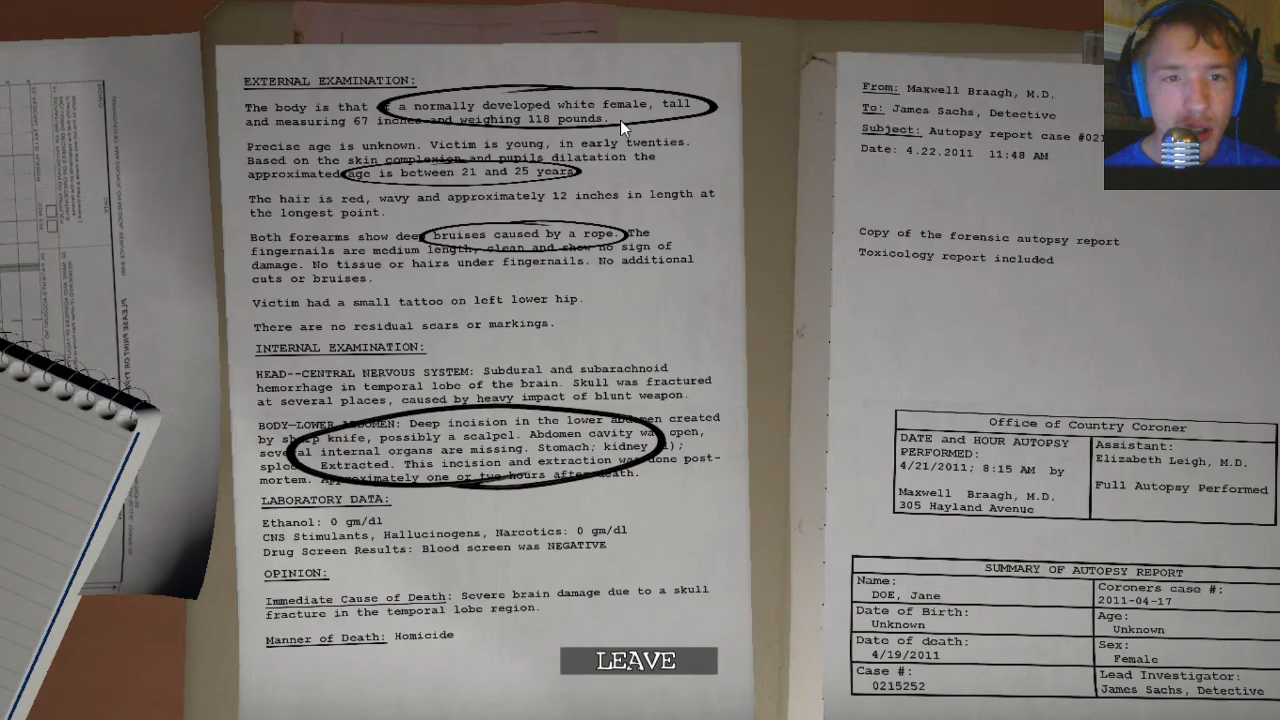 EXTERNAL EXAMINATION:
The body is that a normally developed white female, tall
and measuring 67 inches and weighing 118 pounds.
Precise age is unknown. Victim is young, in early twenties.
Based on the skin complexion and pupils dilatation the
approximated age is between 21 and 25 years
The hair is red, wavy and approximately 12 inches in length at
the longest point.
Both forearms show deep bruises caused by a rope. The
fingernails are medium length, clean and show no sign of
damage. No tissue or hairs under fingernails. No additional
cuts or bruises.
Victim had a small tattoo on left lower hip.
There are no residual scars or markings.
INTERNAL EXAMINATION:
HEAD--CENTRAL NERVOUS SYSTEM: Subdural and subarachnoid
hemorrhage in temporal lobe of the brain. Skull was fractured
at several places, caused by heavy impact of blunt weapon.
BODY—LOWER ABDOMEN: Deep incision in the lower abdomen created
by sharp knife, possibly a scalpel. Abdomen cavity was open,
several internal organs are missing. Stomach; kidney );
Extracted. This incision and extraction was done post-
mortem. Approximately one or two hours after death.
LABORATORY DATA:
Ethanol: 0 gm/dl
CNS Stimulants, Hallucinogens, Narcotics: 0 gm/dl
Drug Screen Results: Blood screen was NEGATIVE
OPINION:
Immediate Cause of Death: Severe brain damage due to a skull
fracture in the temporal lobe region.
Manner of Death: Homicide
LEAVE
From: Maxwell Braagh, M.D.
To: James Sachs, Detective
Subject: Autopsy report case #021
Date: 4.22.2011 11:48 AM
Copy of the forensic autopsy report
Toxicology report included
Office of Country Coroner
DATE and HOUR AUTOPSY
PERFORMED:
4/21/2011; 8:15 AM by
Maxwell Braagh, M.D.
305 Hayland Avenue
Assistant:
Elizabeth Leigh, M.D.
Full Autopsy Performed
SUMMARY OF AUTOPSY REPORT
Name:
DOE, Jane
Coroners case #:
2011-04-17
Date of Birth:
Unknown
Age:
Unknown
Date of death:
4/19/2011
Sex:
Female
Case #:
0215252
Lead Investigator:
James Sachs, Detective